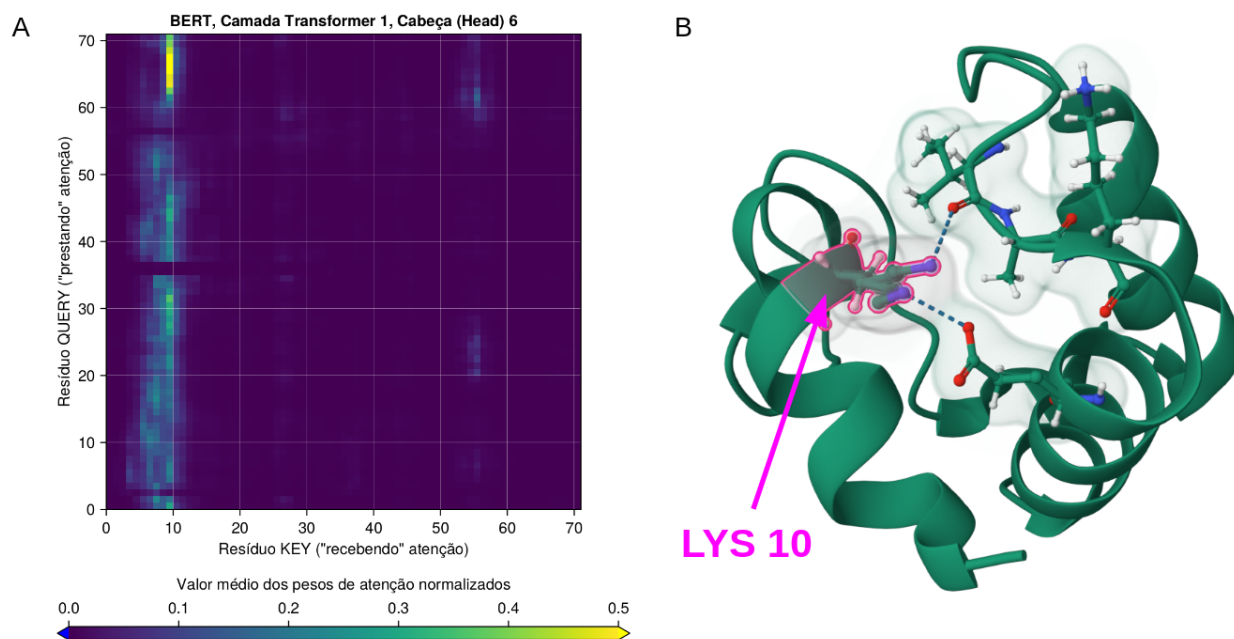 A
BERT, Camada Transformer 1, Cabeça (Head) 6
70
60
50
40
30
20
10
0
Resíduo QUERY ("prestando" atenção)
0 10 20 30 40 50 60 70
Resíduo KEY ("recebendo" atenção)
Valor médio dos pesos de atenção normalizados
0.0 0.1 0.2 0.3 0.4 0.5
B
LYS 10